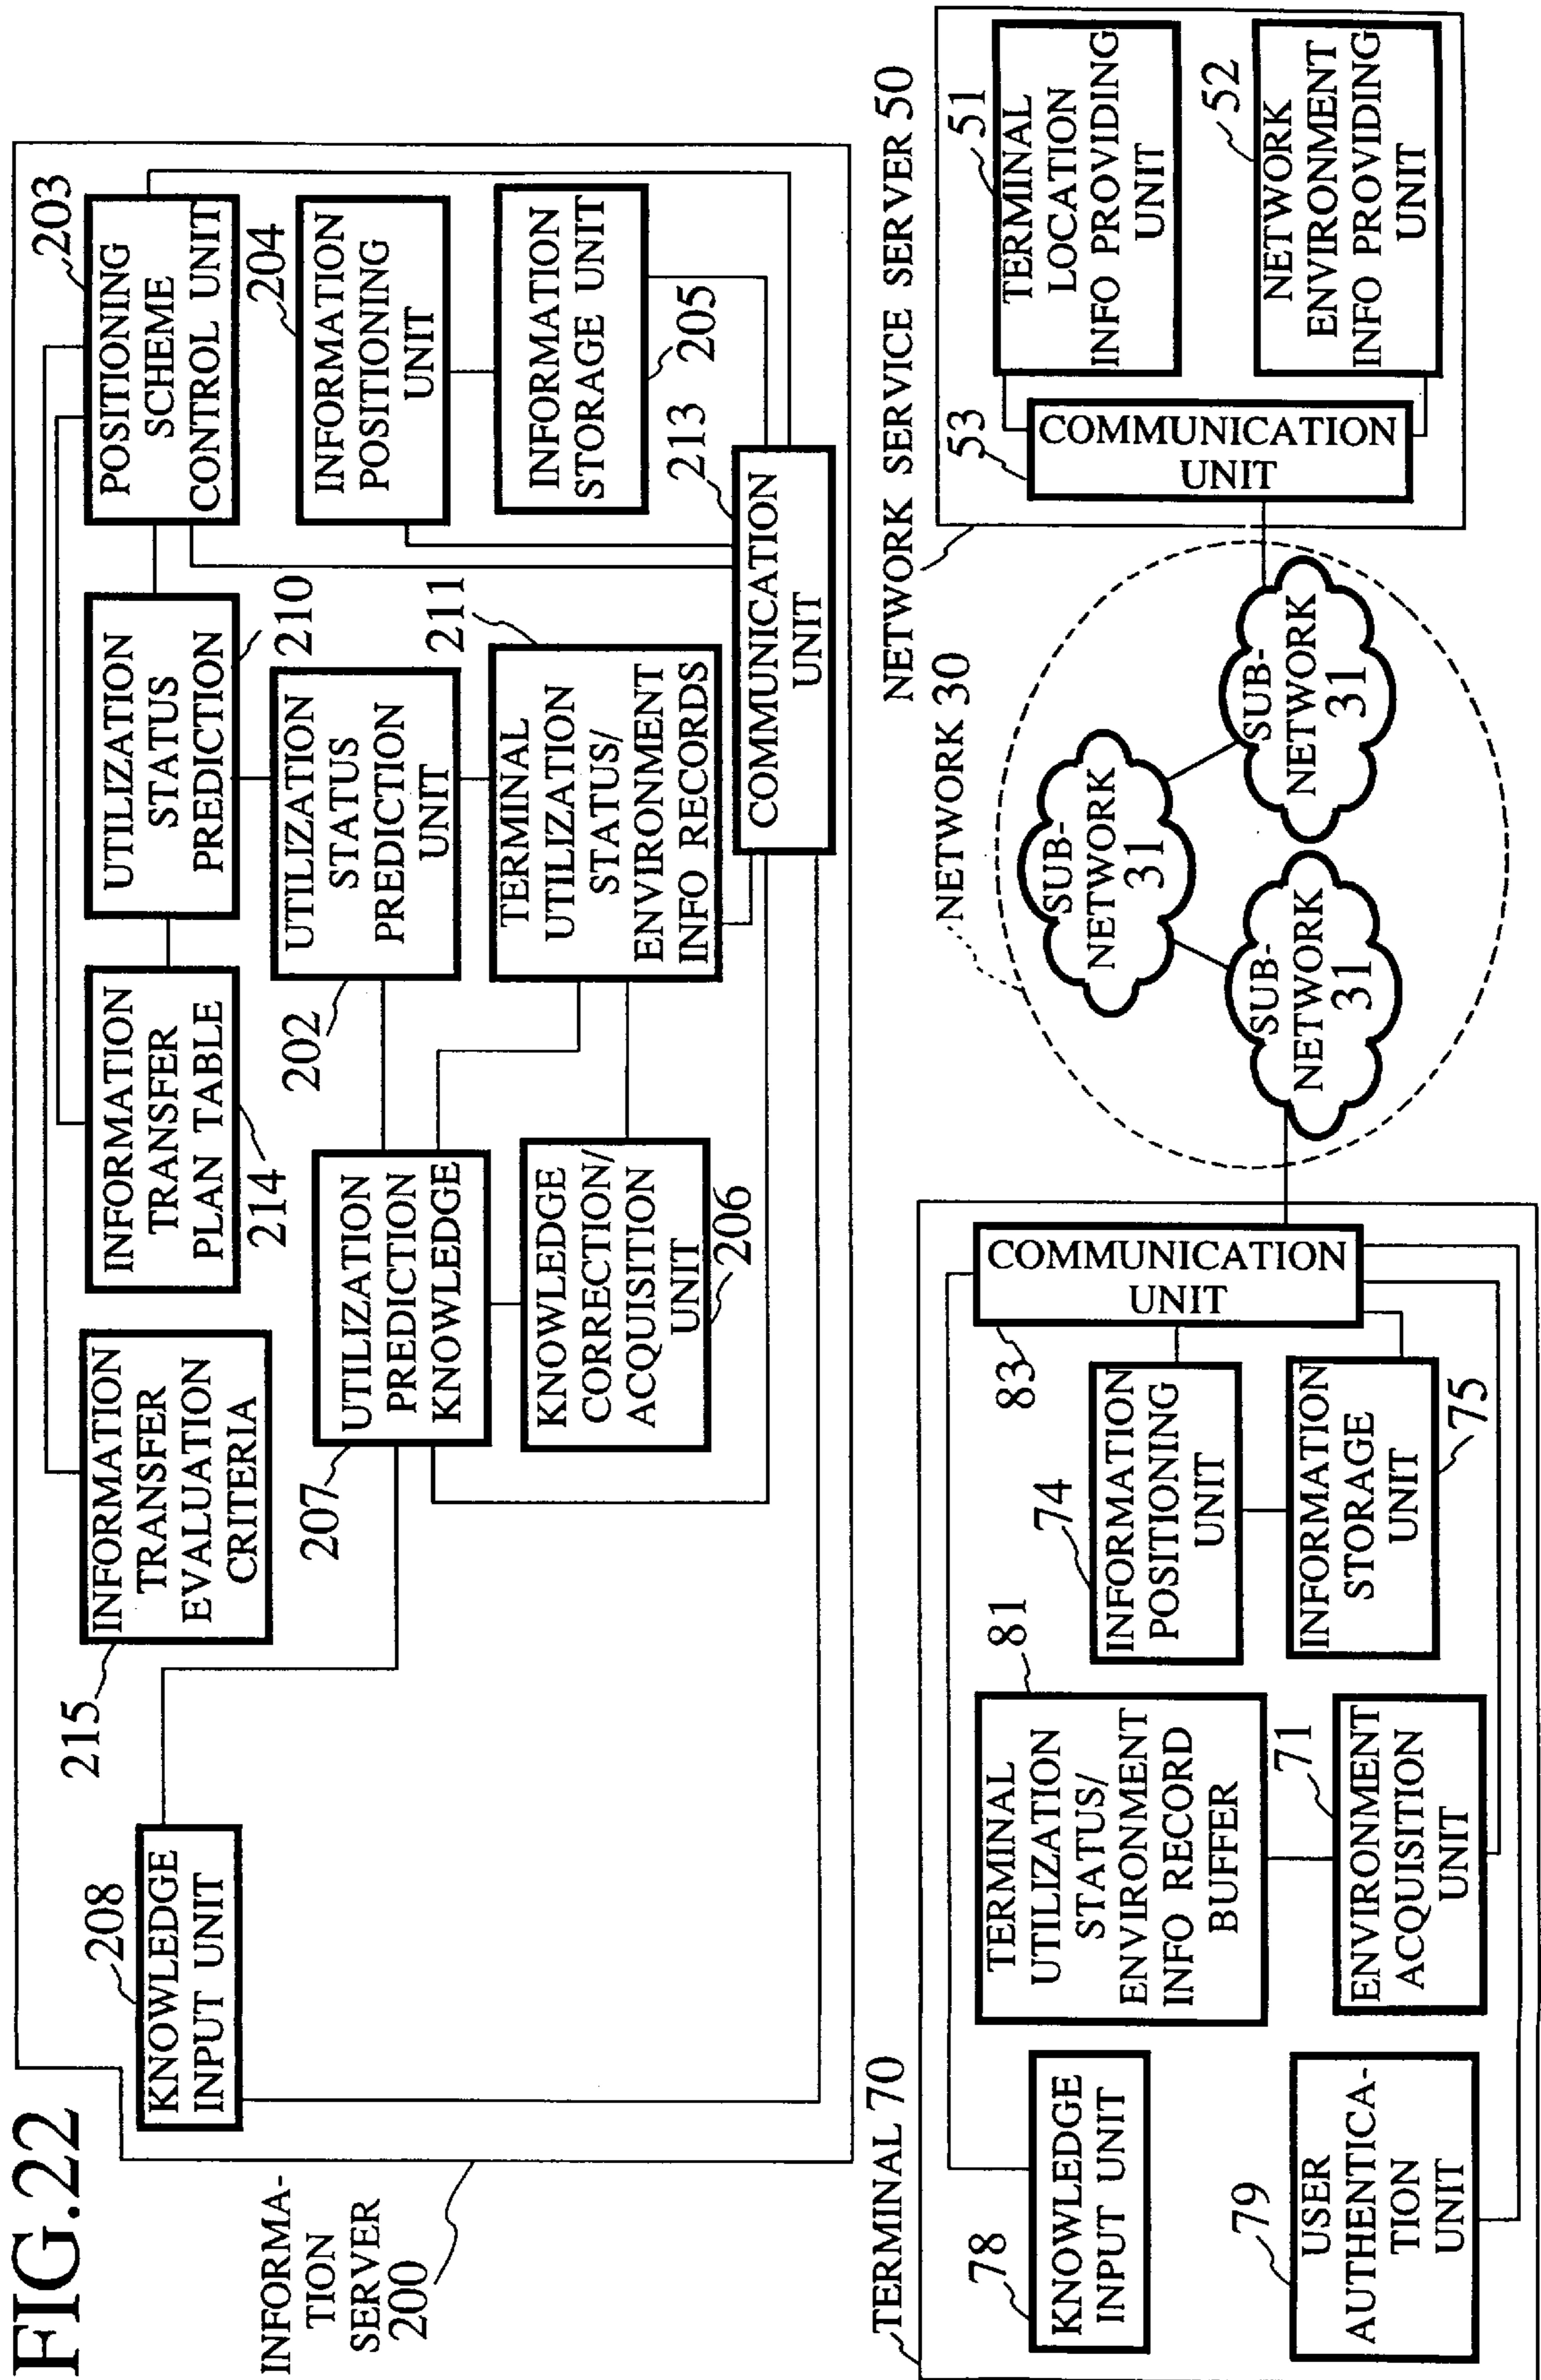 FIG.22
INFORMA-
TION
SERVER
200
208
KNOWLEDGE
INPUT UNIT
215
INFORMATION
TRANSFER
EVALUATION
CRITERIA
INFORMATION
TRANSFER
PLAN TABLE
214
UTILIZATION
STATUS
PREDICTION
210
POSITIONING
SCHEME
CONTROL UNIT
203
207
UTILIZATION
PREDICTION
KNOWLEDGE
202
UTILIZATION
STATUS
PREDICTION
UNIT
INFORMATION
POSITIONING
UNIT
204
KNOWLEDGE
CORRECTION/
ACQUISITION
UNIT
206
TERMINAL
UTILIZATION
STATUS/
ENVIRONMENT
INFO RECORDS
211
INFORMATION
STORAGE UNIT
205
COMMUNICATION
UNIT
213
TERMINAL 70
78
KNOWLEDGE
INPUT UNIT
79
USER
AUTHENTICA-
TION
UNIT
TERMINAL
UTILIZATION
STATUS/
ENVIRONMENT
INFO RECORD
BUFFER
81
71
ENVIRONMENT
ACQUISITION
UNIT
74
INFORMATION
POSITIONING
UNIT
INFORMATION
STORAGE
UNIT
75
83
COMMUNICATION
UNIT
NETWORK 30
SUB-
NETWORK
31
SUB-
NETWORK
31
SUB-
NETWORK
31
NETWORK SERVICE SERVER 50
53
COMMUNICATION
UNIT
51
TERMINAL
LOCATION
INFO PROVIDING
UNIT
52
NETWORK
ENVIRONMENT
INFO PROVIDING
UNIT